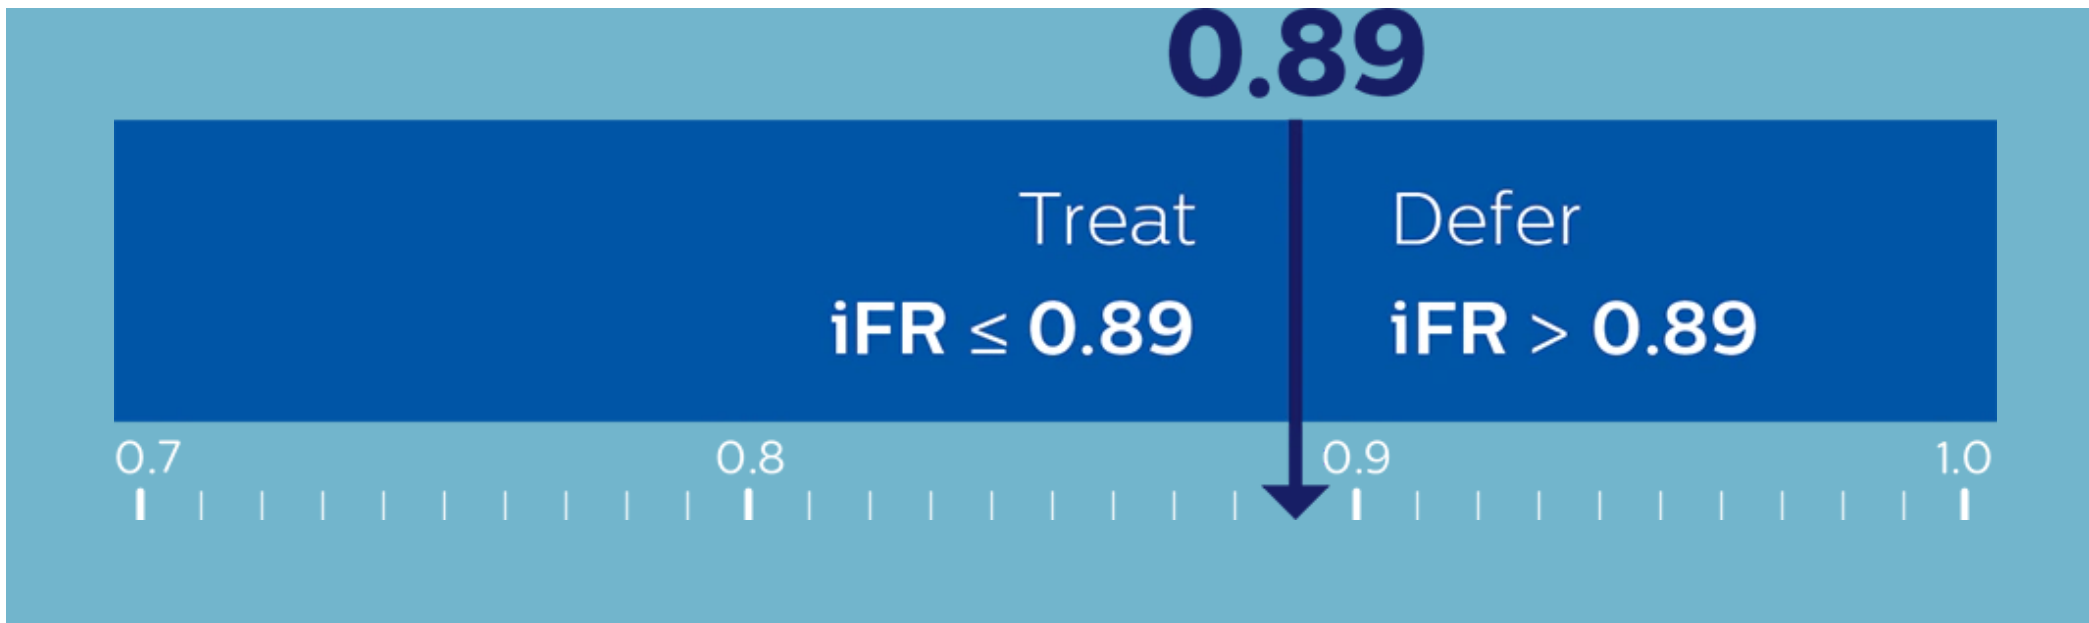 0.89
Treat
iFR ≤ 0.89
Defer
iFR > 0.89
0.7 0.8 0.9 1.0